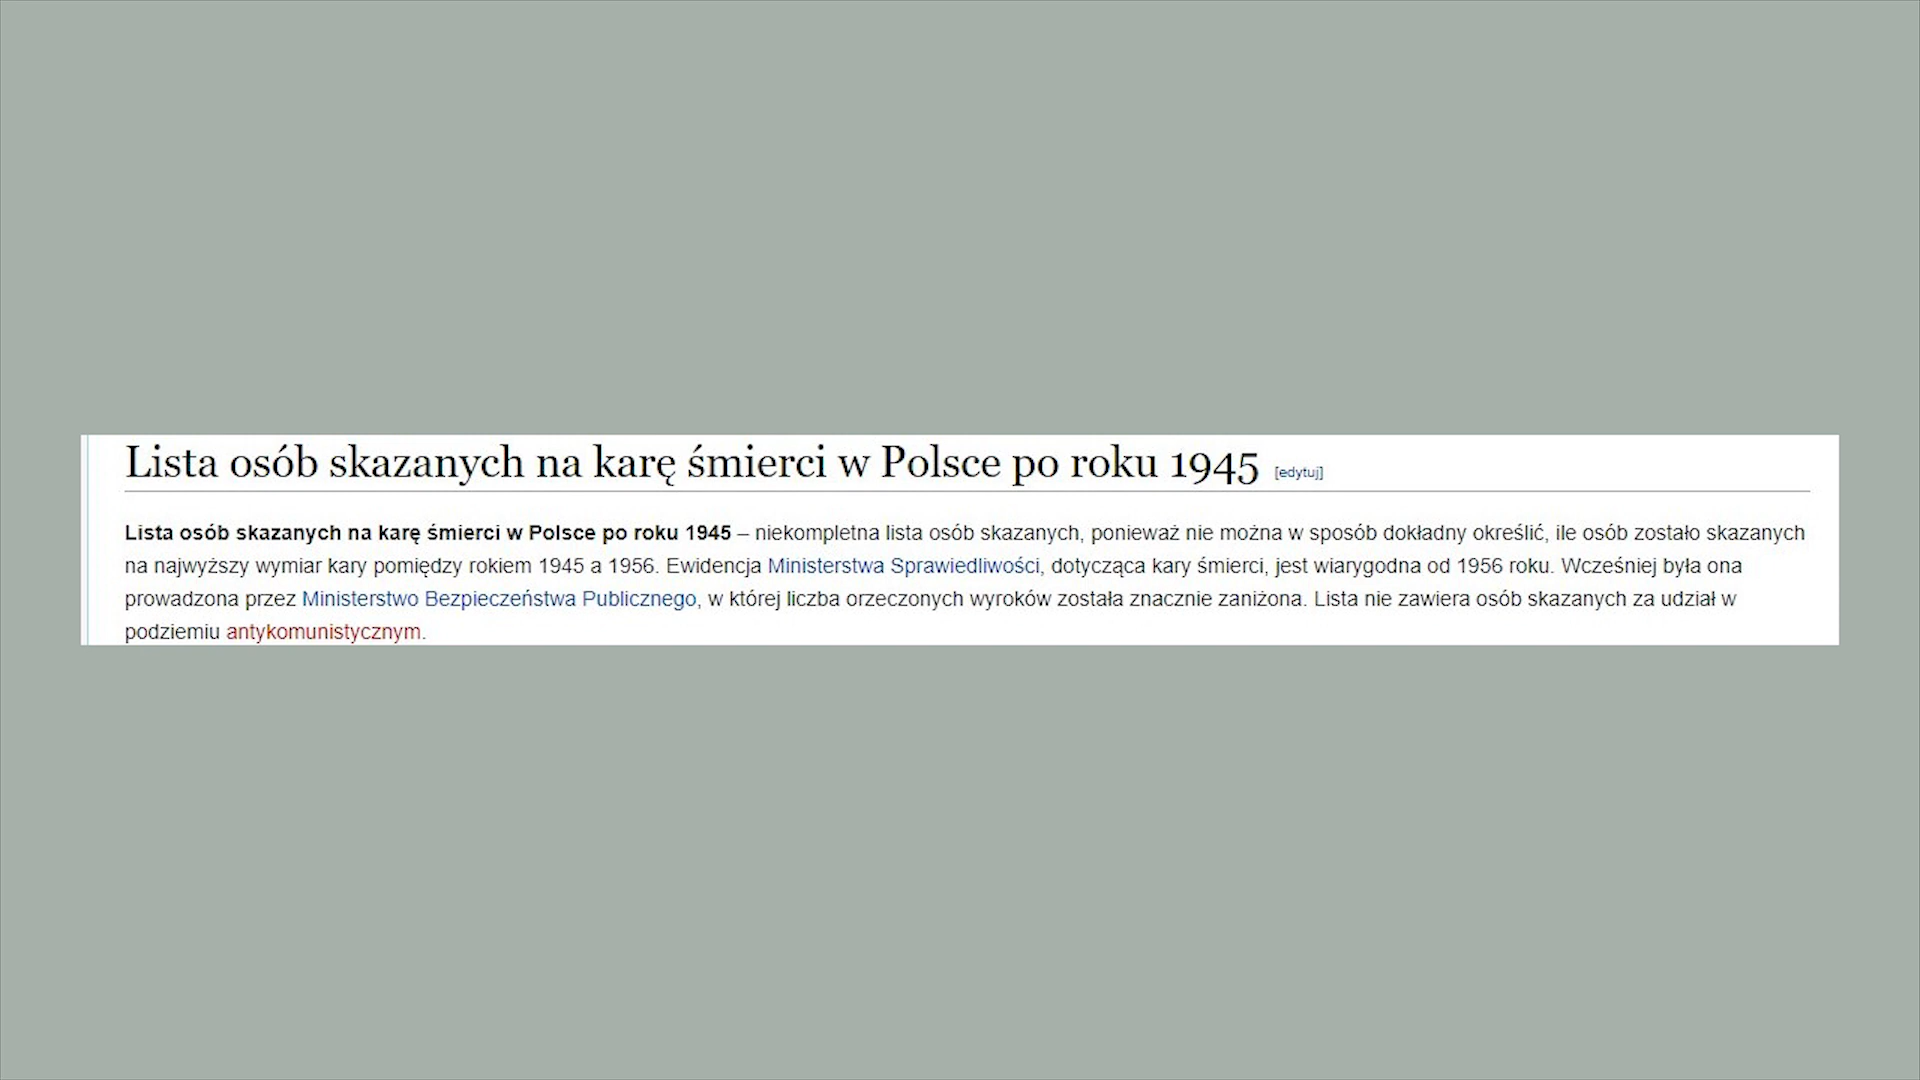 Lista osób skazanych na karę śmierci w Polsce po roku 1945 [edytuj]
Lista osób skazanych na karę śmierci w Polsce po roku 1945 – niekompletna lista osób skazanych, ponieważ nie można w sposób dokładny określić, ile osób zostało skazanych
na najwyższy wymiar kary pomiędzy rokiem 1945 a 1956. Ewidencja Ministerstwa Sprawiedliwości, dotycząca kary śmierci, jest wiarygodna od 1956 roku. Wcześniej była ona
prowadzona przez Ministerstwo Bezpieczeństwa Publicznego, w której liczba orzeczonych wyroków została znacznie zaniżona. Lista nie zawiera osób skazanych za udział w
podziemiu antykomunistycznym.